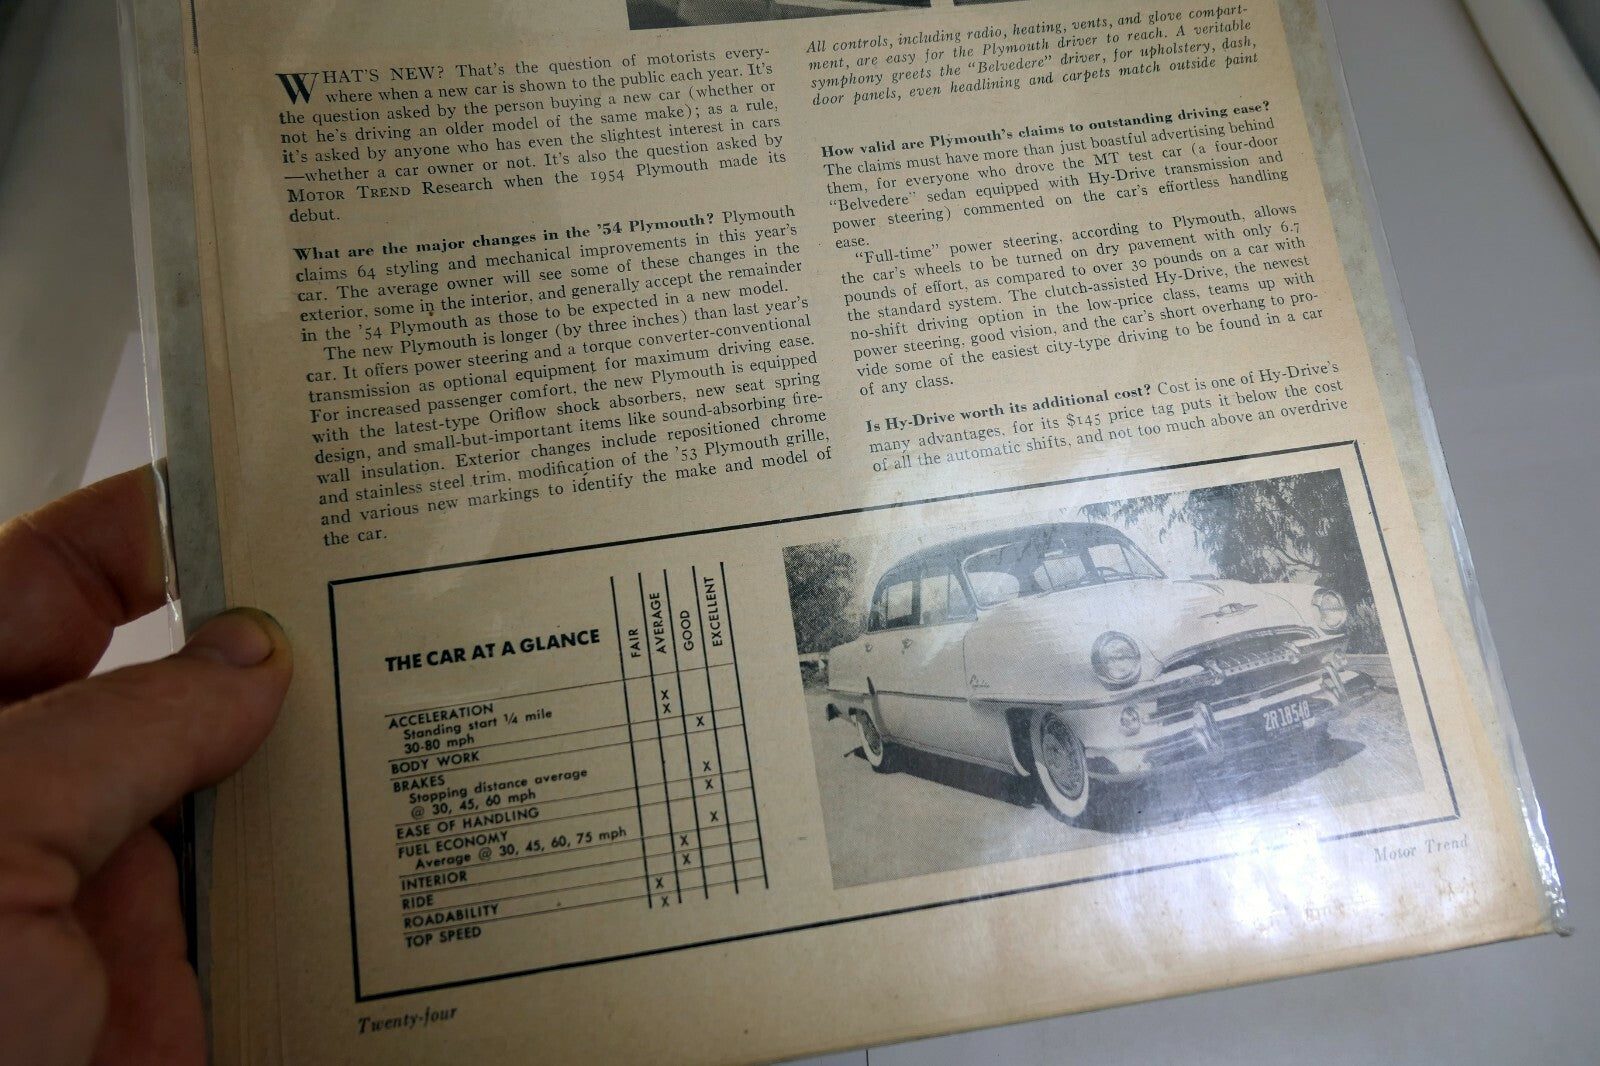 WHAT'S NEW? That's the question of motorists every-
where when a new car is shown to the public each year. It's
the question asked by the person buying a new car (whether or
not he's driving an older model of the same make); as a rule,
it's asked by anyone who has even the slightest interest in cars
—whether a car owner or not. It's also the question asked by
MOTOR TREND Research when the 1954 Plymouth made its
debut.
What are the major changes in the '54 Plymouth? Plymouth
claims 64 styling and mechanical improvements in this year's
car. The average owner will see some of these changes in the
exterior, some in the interior, and generally accept the remainder
in the '54 Plymouth as those to be expected in a new model.
The new Plymouth is longer (by three inches) than last year's
car. It offers power steering and a torque converter-conventional
transmission as optional equipment for maximum driving ease.
For increased passenger comfort, the new Plymouth is equipped
with the latest-type Oriflow shock absorbers, new seat spring
design, and small-but-important items like sound-absorbing fire-
wall insulation. Exterior changes include repositioned chrome
and stainless steel trim, modification of the '53 Plymouth grille,
and various new markings to identify the make and model of
the car.
All controls, including radio, heating, vents, and glove compart-
ment, are easy for the Plymouth driver to reach. A veritable
symphony greets the "Belvedere" driver, for upholstery, dash,
door panels, even headlining and carpets match outside paint
How valid are Plymouth's claims to outstanding driving ease?
The claims must have more than just boastful advertising behind
them, for everyone who drove the MT test car (a four-door
"Belvedere" sedan equipped with Hy-Drive transmission and
power steering) commented on the car's effortless handling
ease.
"Full-time" power steering, according to Plymouth, allows
the car's wheels to be turned on dry pavement with only 6.7
pounds of effort, as compared to over 30 pounds on a car with
the standard system. The clutch-assisted Hy-Drive, the newest
no-shift driving option in the low-price class, teams up with
power steering, good vision, and the car's short overhang to pro-
vide some of the easiest city-type driving to be found in a car
of any class.
Is Hy-Drive worth its additional cost? Cost is one of Hy-Drive's
many advantages, for its $145 price tag puts it below the cost
of all the automatic shifts, and not too much above an overdrive
THE CAR AT A GLANCE
FAIR
AVERAGE
GOOD
EXCELLENT
ACCELERATION
Standing start ¼ mile X
30-80 mph X
BODY WORK X
BRAKES
Stopping distance average
@ 30, 45, 60 mph X
EASE OF HANDLING X
FUEL ECONOMY
Average @ 30, 45, 60, 75 mph X
INTERIOR X
RIDE X
ROADABILITY X
TOP SPEED X
ZR18548
Motor Trend
Twenty-four